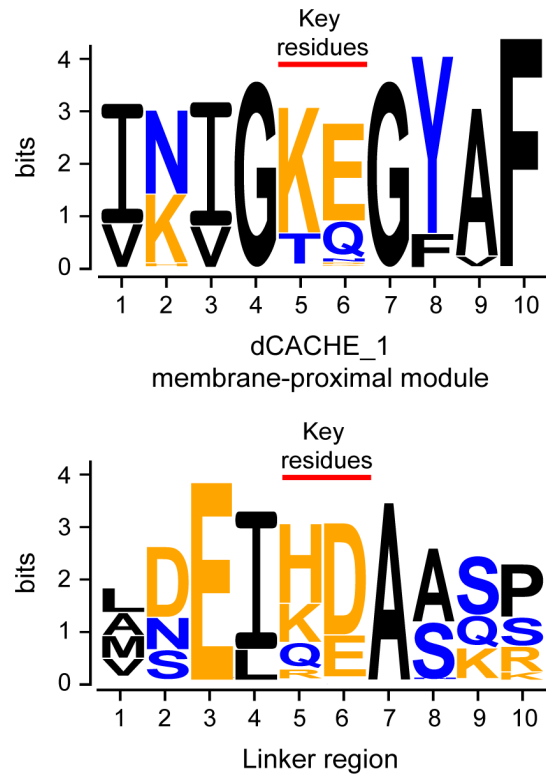 Key
residues
4
3
2
1
0
bits
I N I G K E G Y A F
V K V T Q F V
N
1 2 3 4 5 6 7 8 9 10
dCACHE_1
membrane-proximal module
Key
residues
4
3
2
1
0
bits
L D E I H D A A S P
A N L K E S Q S
M S Q K R
V R K
1 2 3 4 5 6 7 8 9 10
Linker region